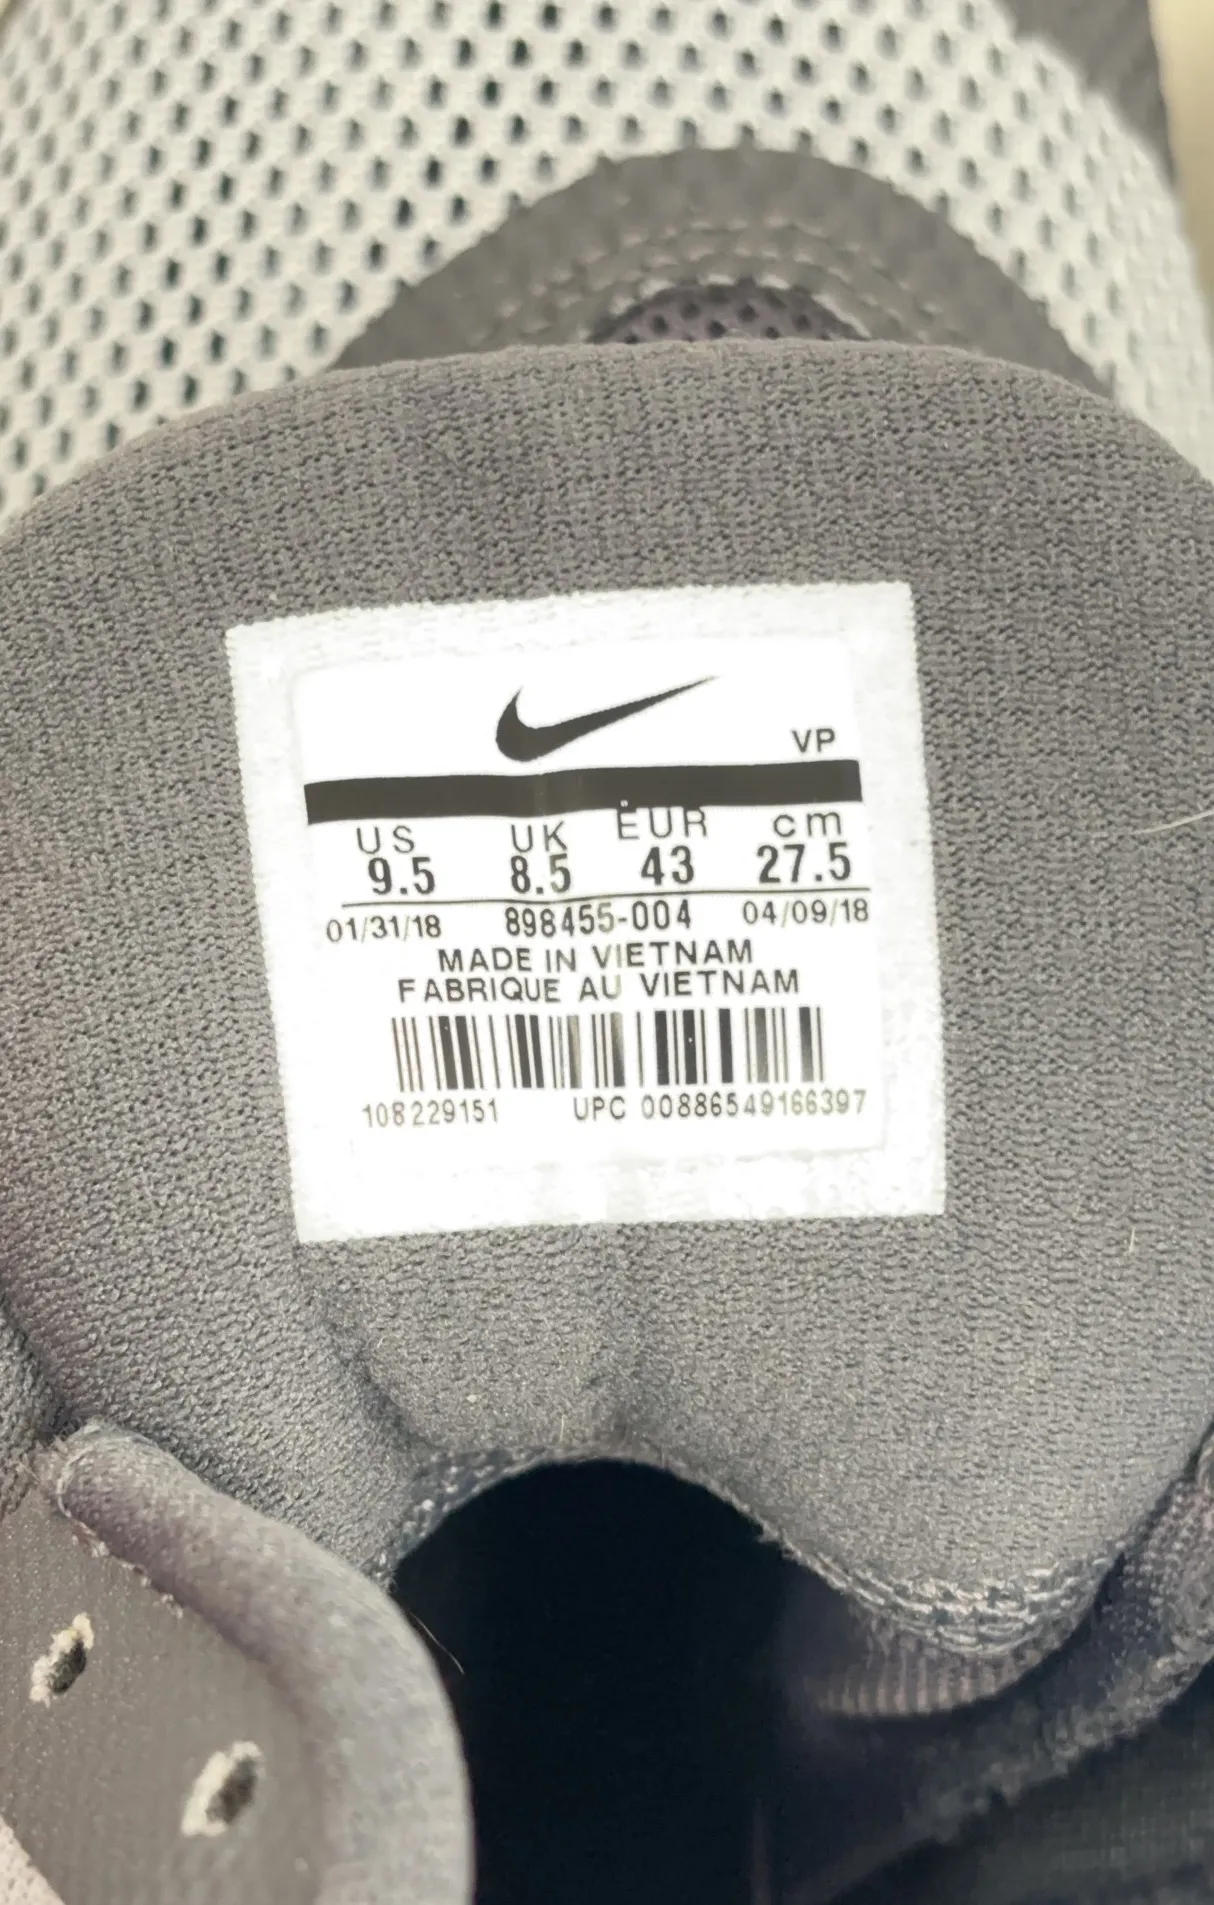 VP
US UK EUR cm
9.5 8.5 43 27.5
01/31/18 898455-004 04/09/18
MADE IN VIETNAM
FABRIQUE AU VIETNAM
108229151 UPC 00886549166397